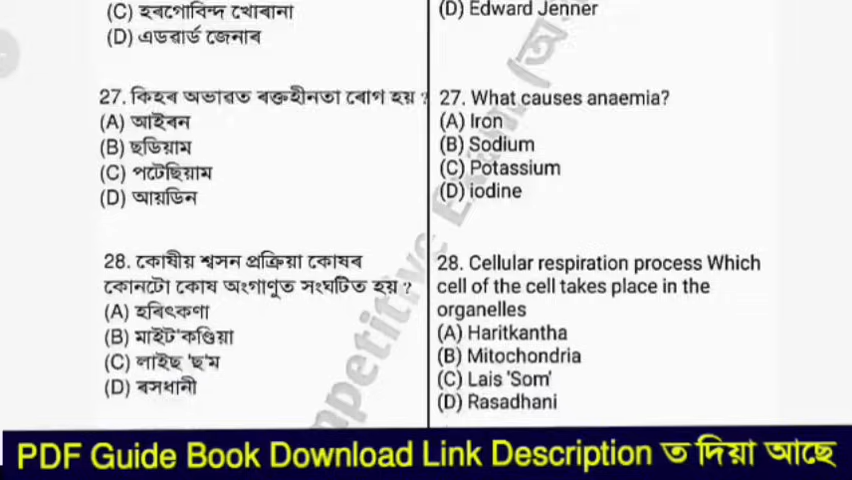 (C) হৰগোবিন্দ খোৰানা
(D) এডৱাৰ্ড জেনাৰ
27. কিহৰ অভাৱত ৰক্তহীনতা ৰোগ হয় ?
(A) আইৰন
(B) ছডিয়াম
(C) পটেছিয়াম
(D) আয়ডিন
28. কোষীয় শ্বসন প্ৰক্ৰিয়া কোষৰ
কোনটো কোষ অংগাণুত সংঘটিত হয় ?
(A) হৰিৎকণা
(B) মাইট'কণ্ডিয়া
(C) লাইছ 'ছ'ম
(D) ৰসধানী
(D) Edward Jenner
27. What causes anaemia?
(A) Iron
(B) Sodium
(C) Potassium
(D) iodine
28. Cellular respiration process Which
cell of the cell takes place in the
organelles
(A) Haritkantha
(B) Mitochondria
(C) Lais 'Som'
(D) Rasadhani
PDF Guide Book Download Link Description ত দিয়া আছে